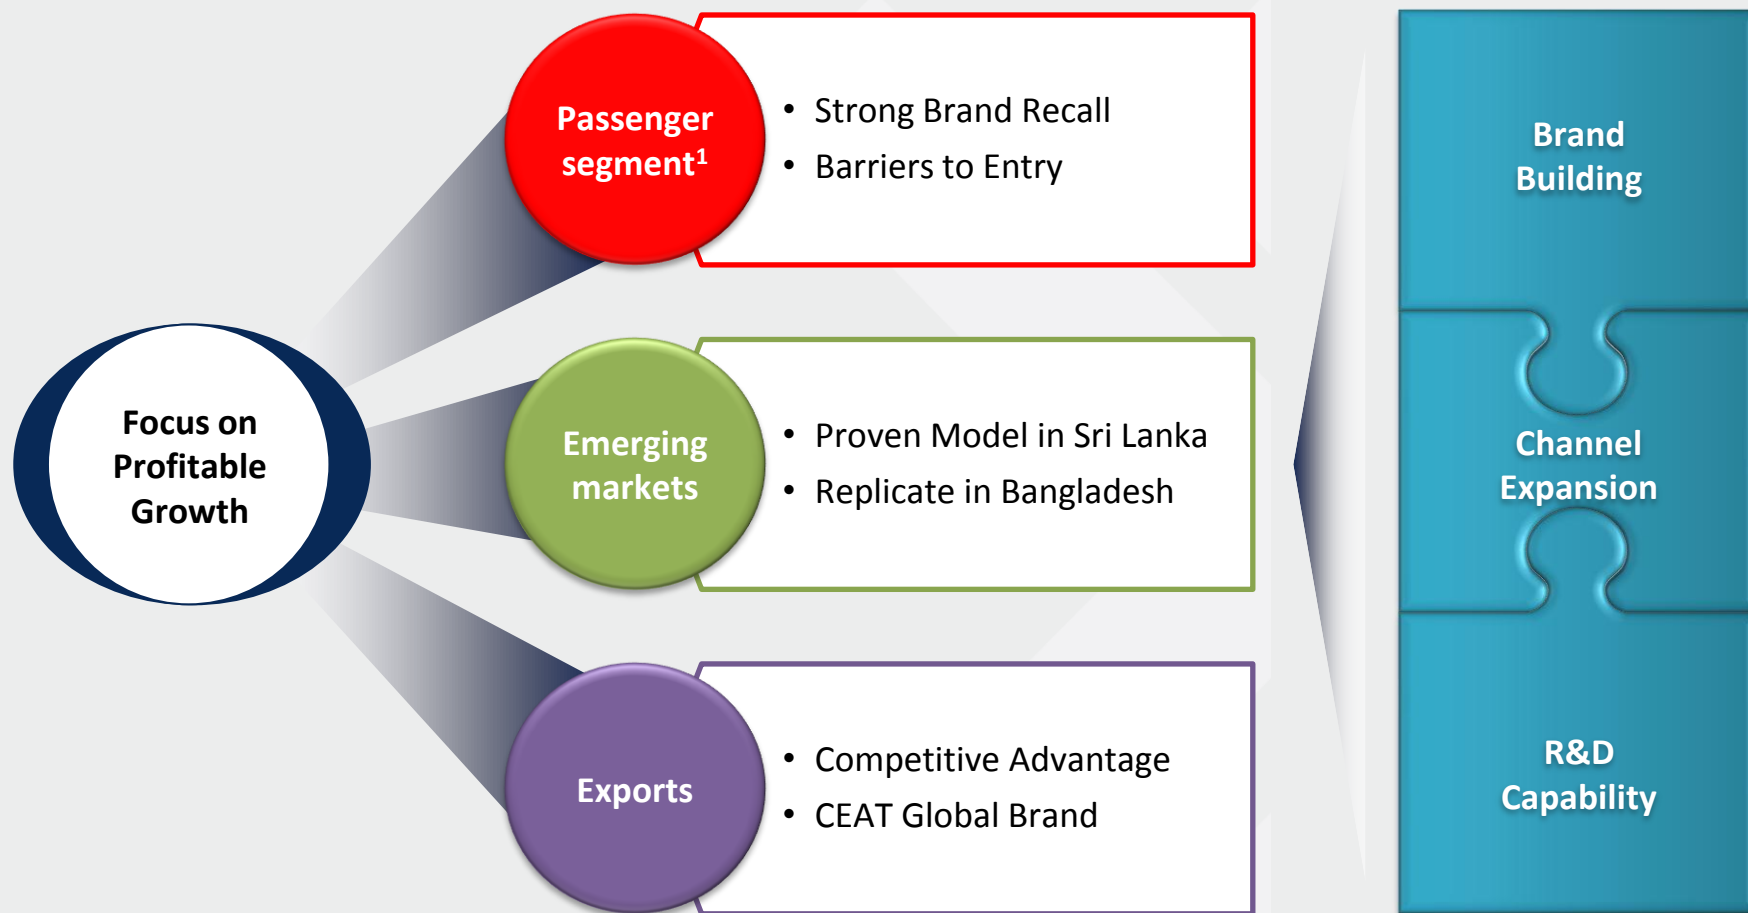 Focus on
Profitable
Growth
Passenger
segment¹
• Strong Brand Recall
• Barriers to Entry
Emerging
markets
• Proven Model in Sri Lanka
• Replicate in Bangladesh
Exports
• Competitive Advantage
• CEAT Global Brand
Brand
Building
Channel
Expansion
R&D
Capability